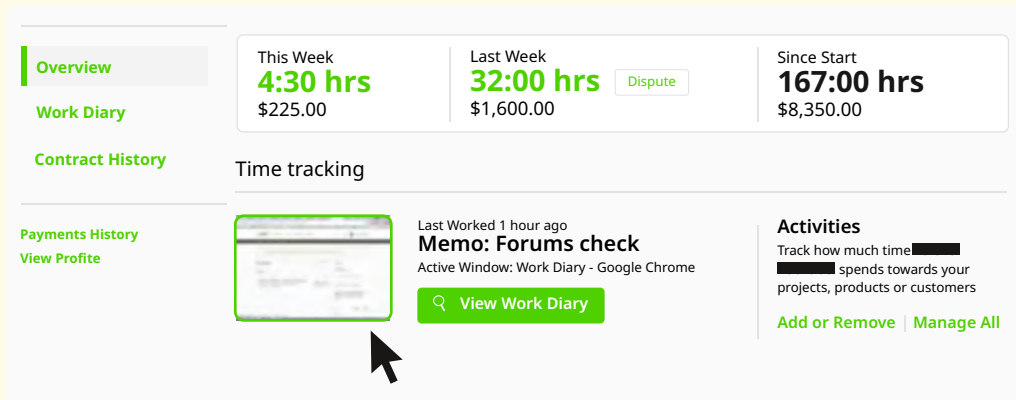 Overview
Work Diary
Contract History
Payments History
View Profite
This Week
4:30 hrs
$225.00
Last Week
32:00 hrs
Dispute
$1,600.00
Since Start
167:00 hrs
$8,350.00
Time tracking
Last Worked 1 hour ago
Memo: Forums check
Active Window: Work Diary - Google Chrome
View Work Diary
Activities
Track how much time
spends towards your
projects, products or customers
Add or Remove | Manage All